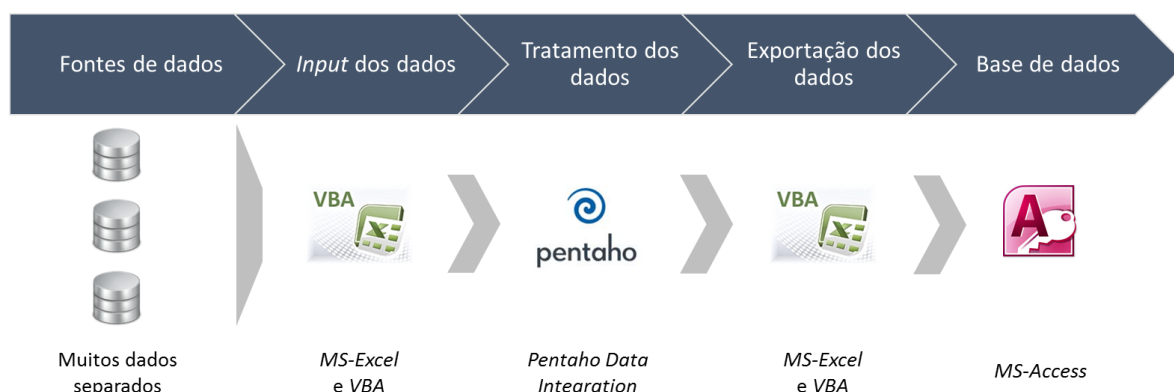 Fontes de dados
Input dos dados
Tratamento dos
dados
Exportação dos
dados
Base de dados
VBA
pentaho
VBA
A
Muitos dados
separados
MS-Excel
e VBA
Pentaho Data
Integration
MS-Excel
e VBA
MS-Access